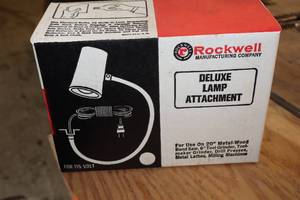 Rockwell
MANUFACTURING COMPANY
DELUXE
LAMP
ATTACHMENT
For Use On 20" Metal/Wood
Band Saw, 6" Tool Grinder, Tool-
maker Grinder, Drill Presses,
Metal Lathes, Milling Machines
FOR 115 VOLT